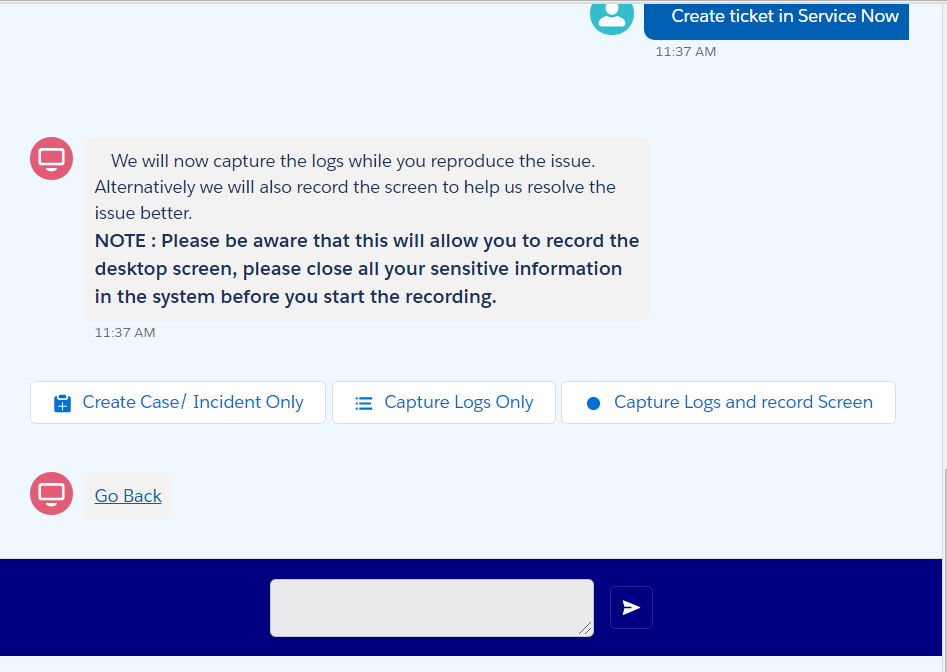 Create ticket in Service Now
11:37 AM
We will now capture the logs while you reproduce the issue.
Alternatively we will also record the screen to help us resolve the
issue better.
NOTE : Please be aware that this will allow you to record the
desktop screen, please close all your sensitive information
in the system before you start the recording.
11:37 AM
Create Case/ Incident Only
Capture Logs Only
Capture Logs and record Screen
Go Back